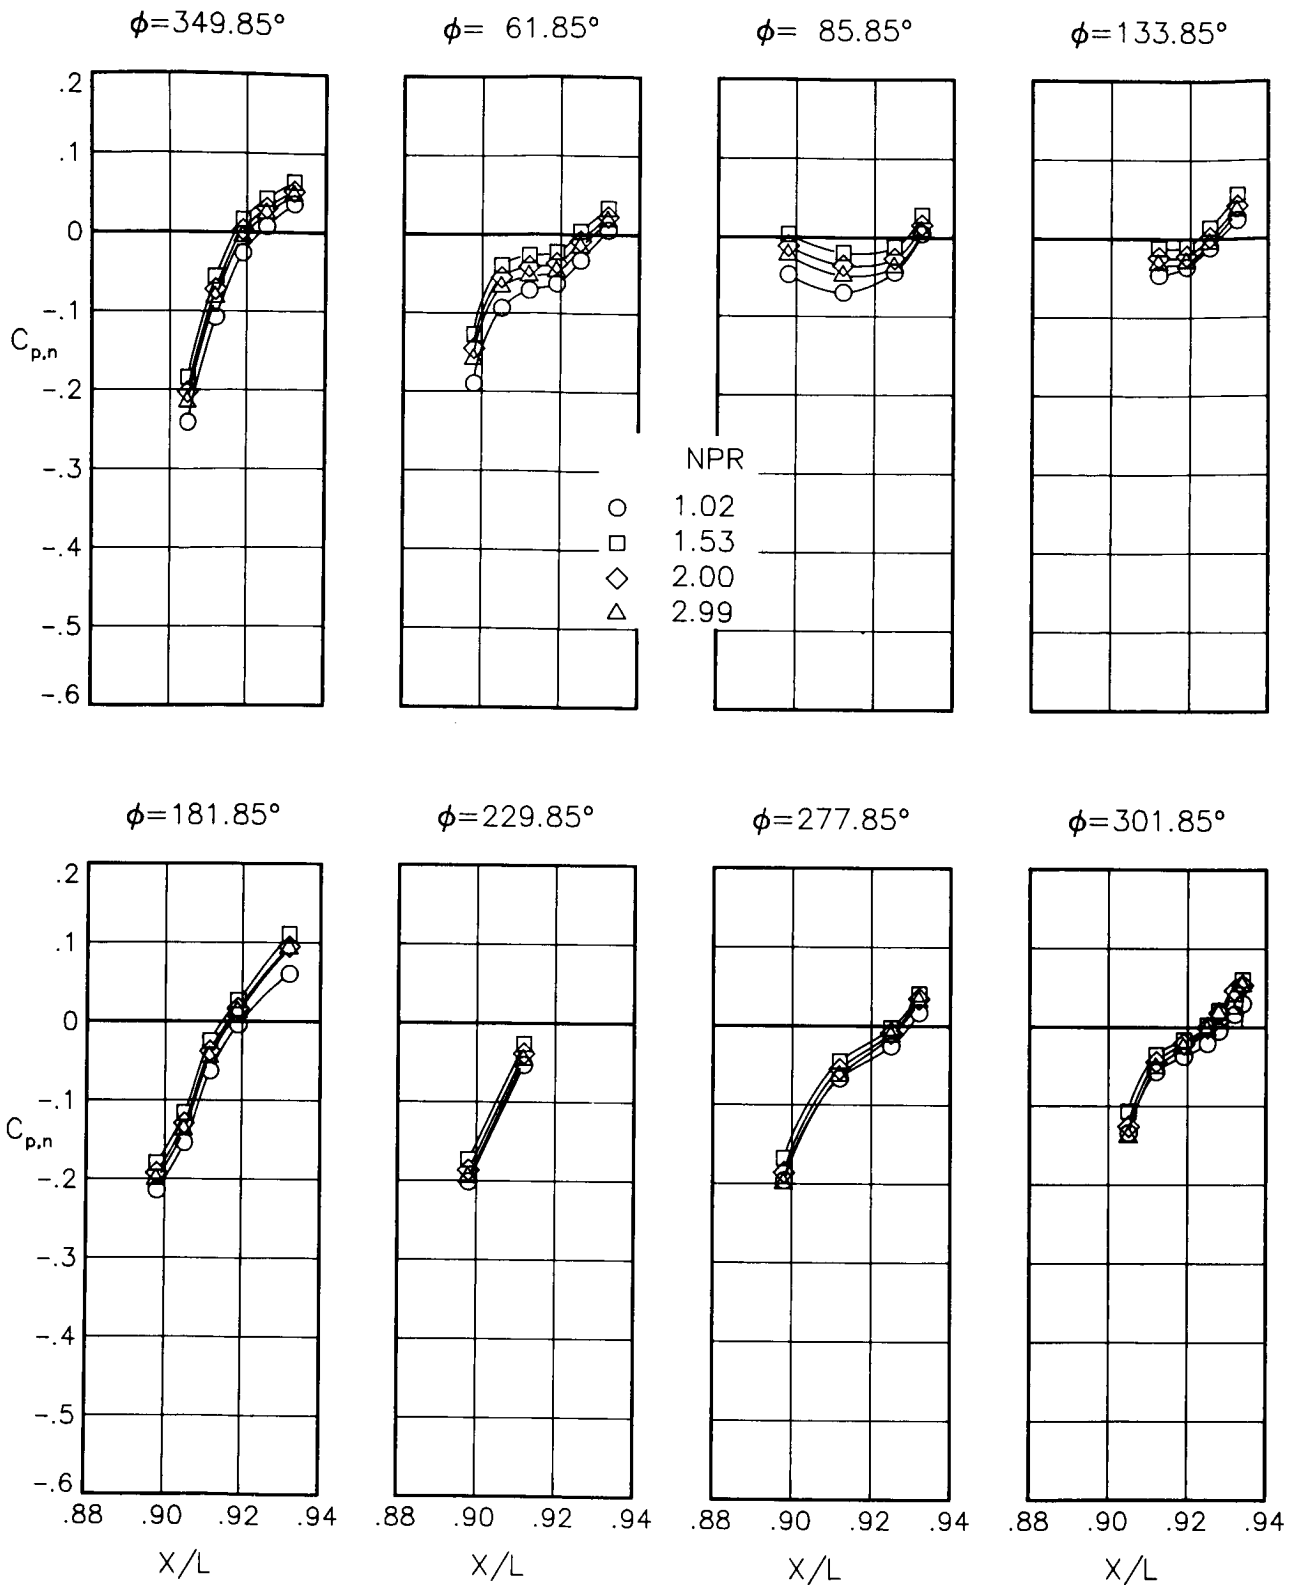 ϕ=349.85°
ϕ= 61.85°
ϕ= 85.85°
ϕ=133.85°
.2
.1
0
-.1
C_{p,n}
-.2
-.3
-.4
-.5
-.6
NPR
1.02
1.53
2.00
2.99
ϕ=181.85°
ϕ=229.85°
ϕ=277.85°
ϕ=301.85°
.2
.1
0
-.1
C_{p,n}
-.2
-.3
-.4
-.5
-.6
.88 .90 .92 .94
.88 .90 .92 .94
.88 .90 .92 .94
.88 .90 .92 .94
X/L
X/L
X/L
X/L